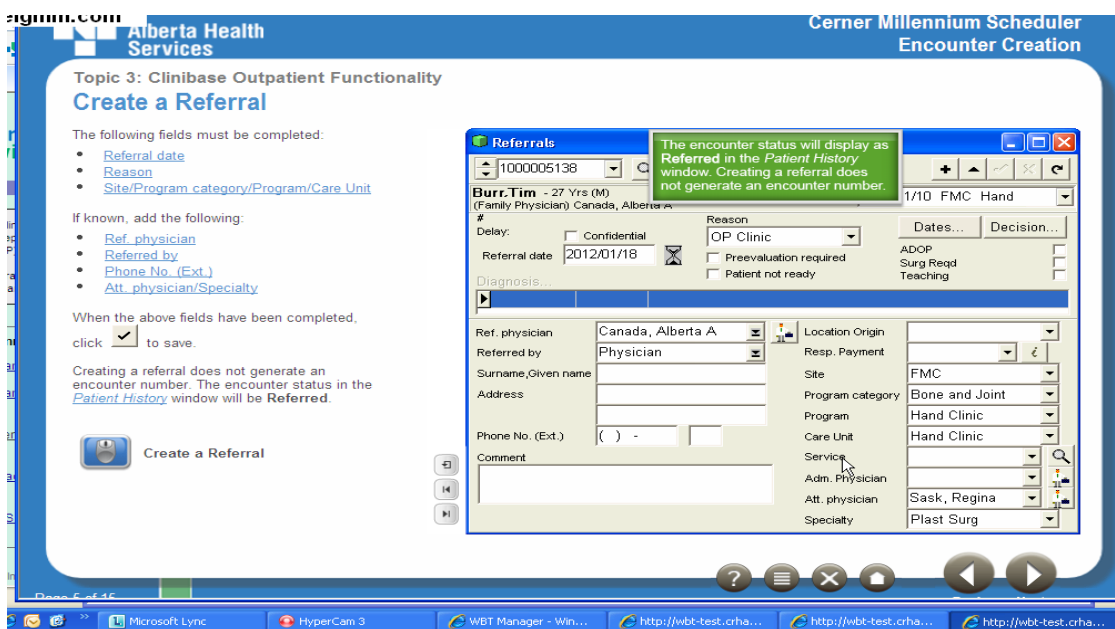 Alberta Health
Services
Cerner Millennium Scheduler
Encounter Creation
Topic 3: Clinibase Outpatient Functionality
Create a Referral
The following fields must be completed:
• Referral date
• Reason
• Site/Program category/Program/Care Unit
If known, add the following:
• Ref. physician
• Referred by
• Phone No. (Ext.)
• Att. physician/Specialty
When the above fields have been completed,
click to save.
Creating a referral does not generate an
encounter number. The encounter status in the
Patient History window will be Referred.
Create a Referral
Referrals
The encounter status will display as
Referred in the Patient History
window. Creating a referral does
not generate an encounter number.
1000005138
Burr,Tim - 27 Yrs (M)
(Family Physician) Canada, Alberta A
1/10 FMC Hand
#
Delay:
Confidential
Reason
OP Clinic
Dates...
Decision...
Referral date 2012/01/18
Preevaluation required
Patient not ready
ADOP
Surg Reqd
Teaching
Diagnosis...
Ref. physician Canada, Alberta A
Location Origin
Referred by Physician
Resp. Payment
Surname,Given name
Site FMC
Address
Program category Bone and Joint
Program Hand Clinic
Phone No. (Ext.) ( ) -
Care Unit Hand Clinic
Comment
Service
Adm. Physician
Att. physician Sask, Regina
Specialty Plast Surg
Page 5 of 15
Microsoft Lync
HyperCam 3
WBT Manager - Win...
http://wbt-test.crha...
http://wbt-test.crha...
http://wbt-test.crha...